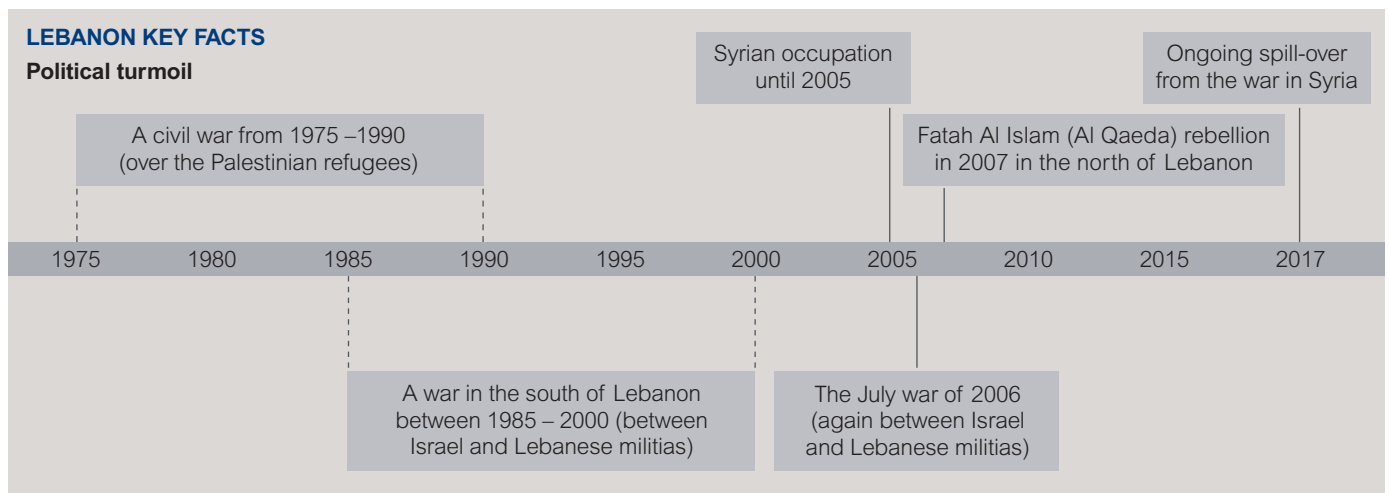 LEBANON KEY FACTS
Political turmoil
A civil war from 1975 –1990
(over the Palestinian refugees)
Syrian occupation
until 2005
Fatah Al Islam (Al Qaeda) rebellion
in 2007 in the north of Lebanon
Ongoing spill-over
from the war in Syria
1975 1980 1985 1990 1995 2000 2005 2010 2015 2017
A war in the south of Lebanon
between 1985 – 2000 (between
Israel and Lebanese militias)
The July war of 2006
(again between Israel
and Lebanese militias)